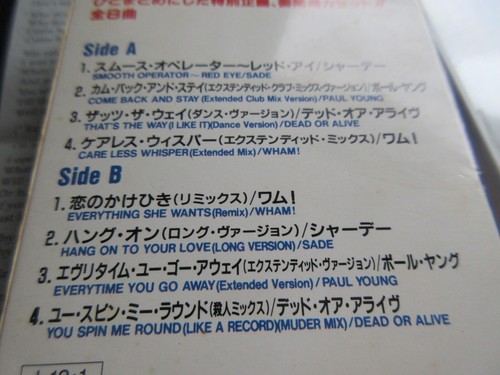 全8曲
Side A
1. スムース・オペレーター〜レッド・アイ/シャーデー
SMOOTH OPERATOR〜RED EYE/SADE
2. カム・バック・アンド・ステイ(エクステンディッド・クラブ・ミックス・ヴァージョン)/ポール・ヤング
COME BACK AND STAY(Extended Club Mix Version)/PAUL YOUNG
3. ザッツ・ザ・ウェイ(ダンス・ヴァージョン)/デッド・オア・アライヴ
THAT'S THE WAY(I LIKE IT)(Dance Version)/DEAD OR ALIVE
4. ケアレス・ウィスパー(エクステンディッド・ミックス)/ワム!
CARE LESS WHISPER(Extended Mix)/WHAM!
Side B
1. 恋のかけひき(リミックス)/ワム!
EVERYTHING SHE WANTS(Remix)/WHAM!
2. ハング・オン(ロング・ヴァージョン)/シャーデー
HANG ON TO YOUR LOVE(LONG VERSION)/SADE
3. エヴリタイム・ユー・ゴー・アウェイ(エクステンディッド・ヴァージョン)/ポール・ヤング
EVERYTIME YOU GO AWAY(Extended Version)/PAUL YOUNG
4. ユー・スピン・ミー・ラウンド(殺人ミックス)/デッド・オア・アライヴ
YOU SPIN ME ROUND(LIKE A RECORD)(MUDER MIX)/DEAD OR ALIVE